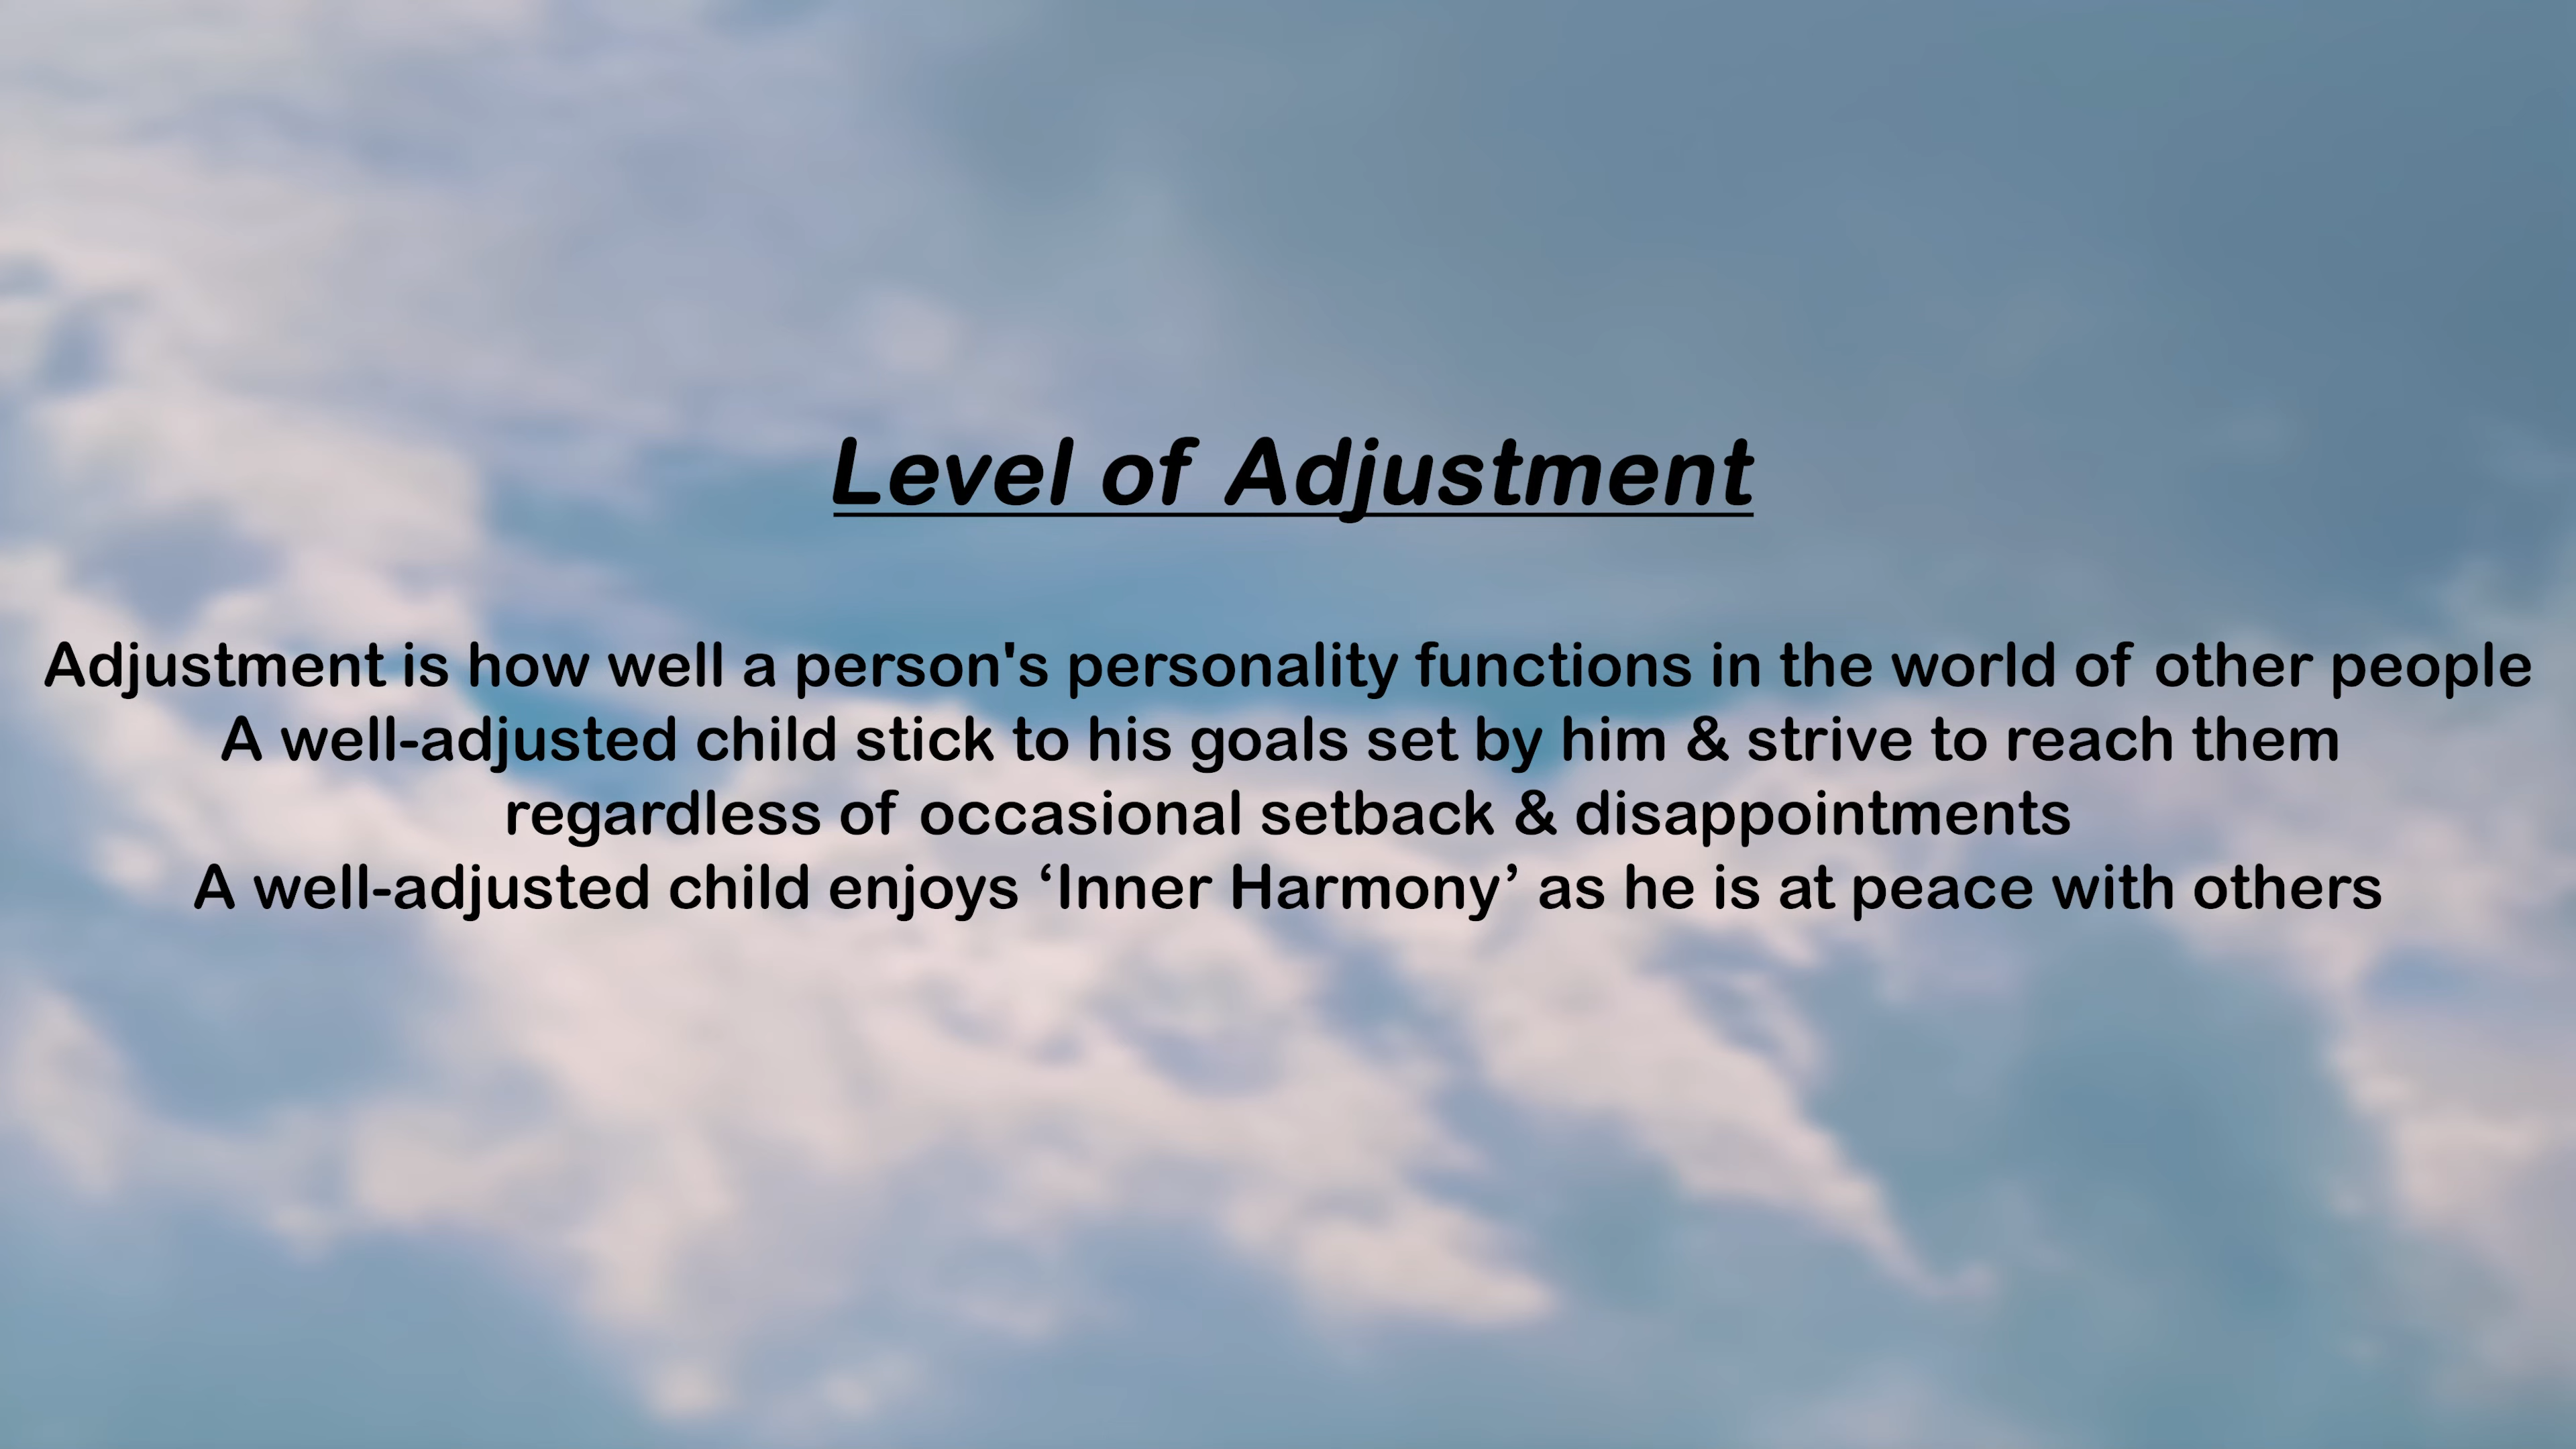 Level of Adjustment
Adjustment is how well a person's personality functions in the world of other people
A well-adjusted child stick to his goals set by him & strive to reach them
regardless of occasional setback & disappointments
A well-adjusted child enjoys ‘Inner Harmony’ as he is at peace with others